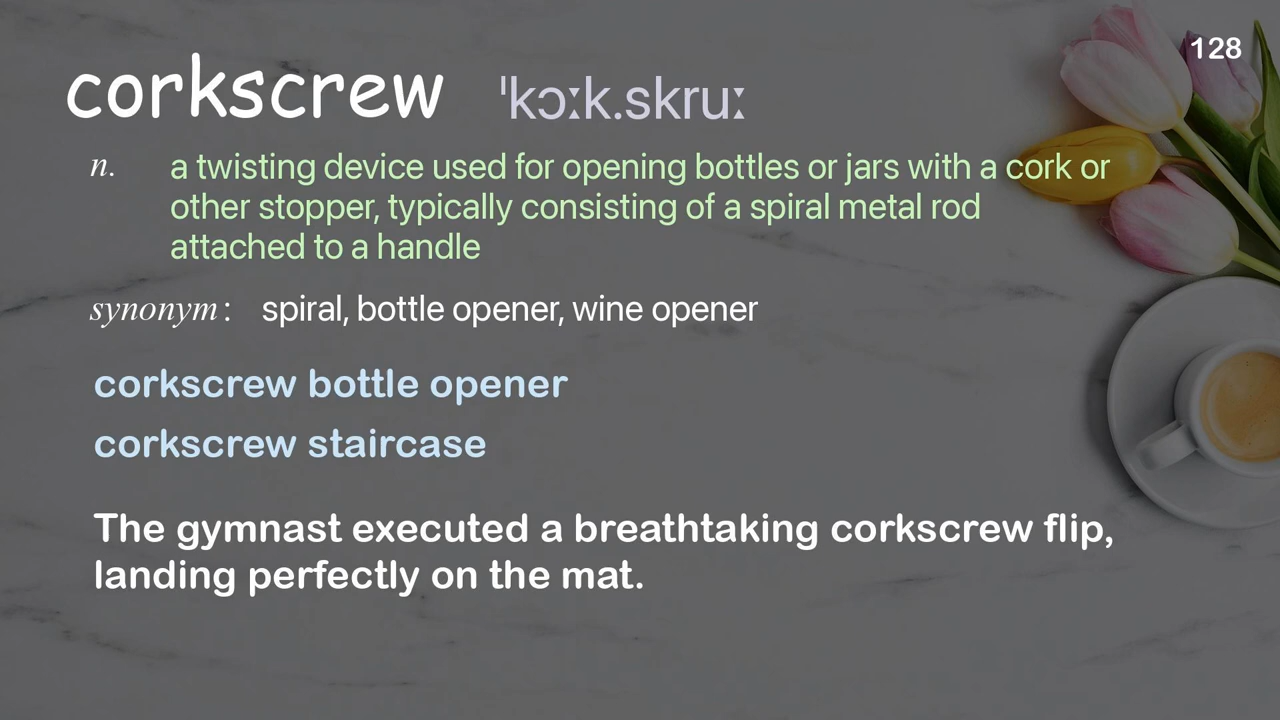 128
corkscrew ˈkɔːk.skruː
n. a twisting device used for opening bottles or jars with a cork or
other stopper, typically consisting of a spiral metal rod
attached to a handle
synonym: spiral, bottle opener, wine opener
corkscrew bottle opener
corkscrew staircase
The gymnast executed a breathtaking corkscrew flip,
landing perfectly on the mat.